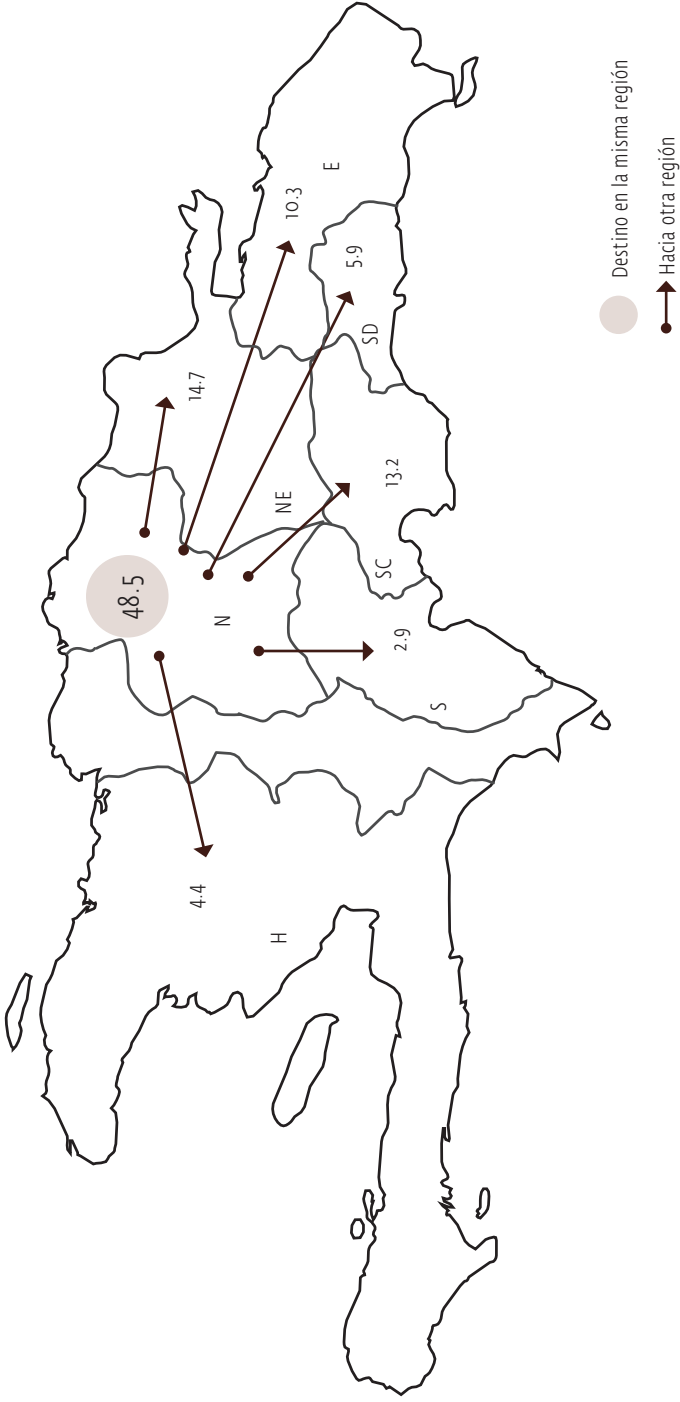 48.5
N
14.7
NE
10.3
E
5.9
SD
13.2
SC
2.9
S
4.4
H
Destino en la misma región
Hacia otra región